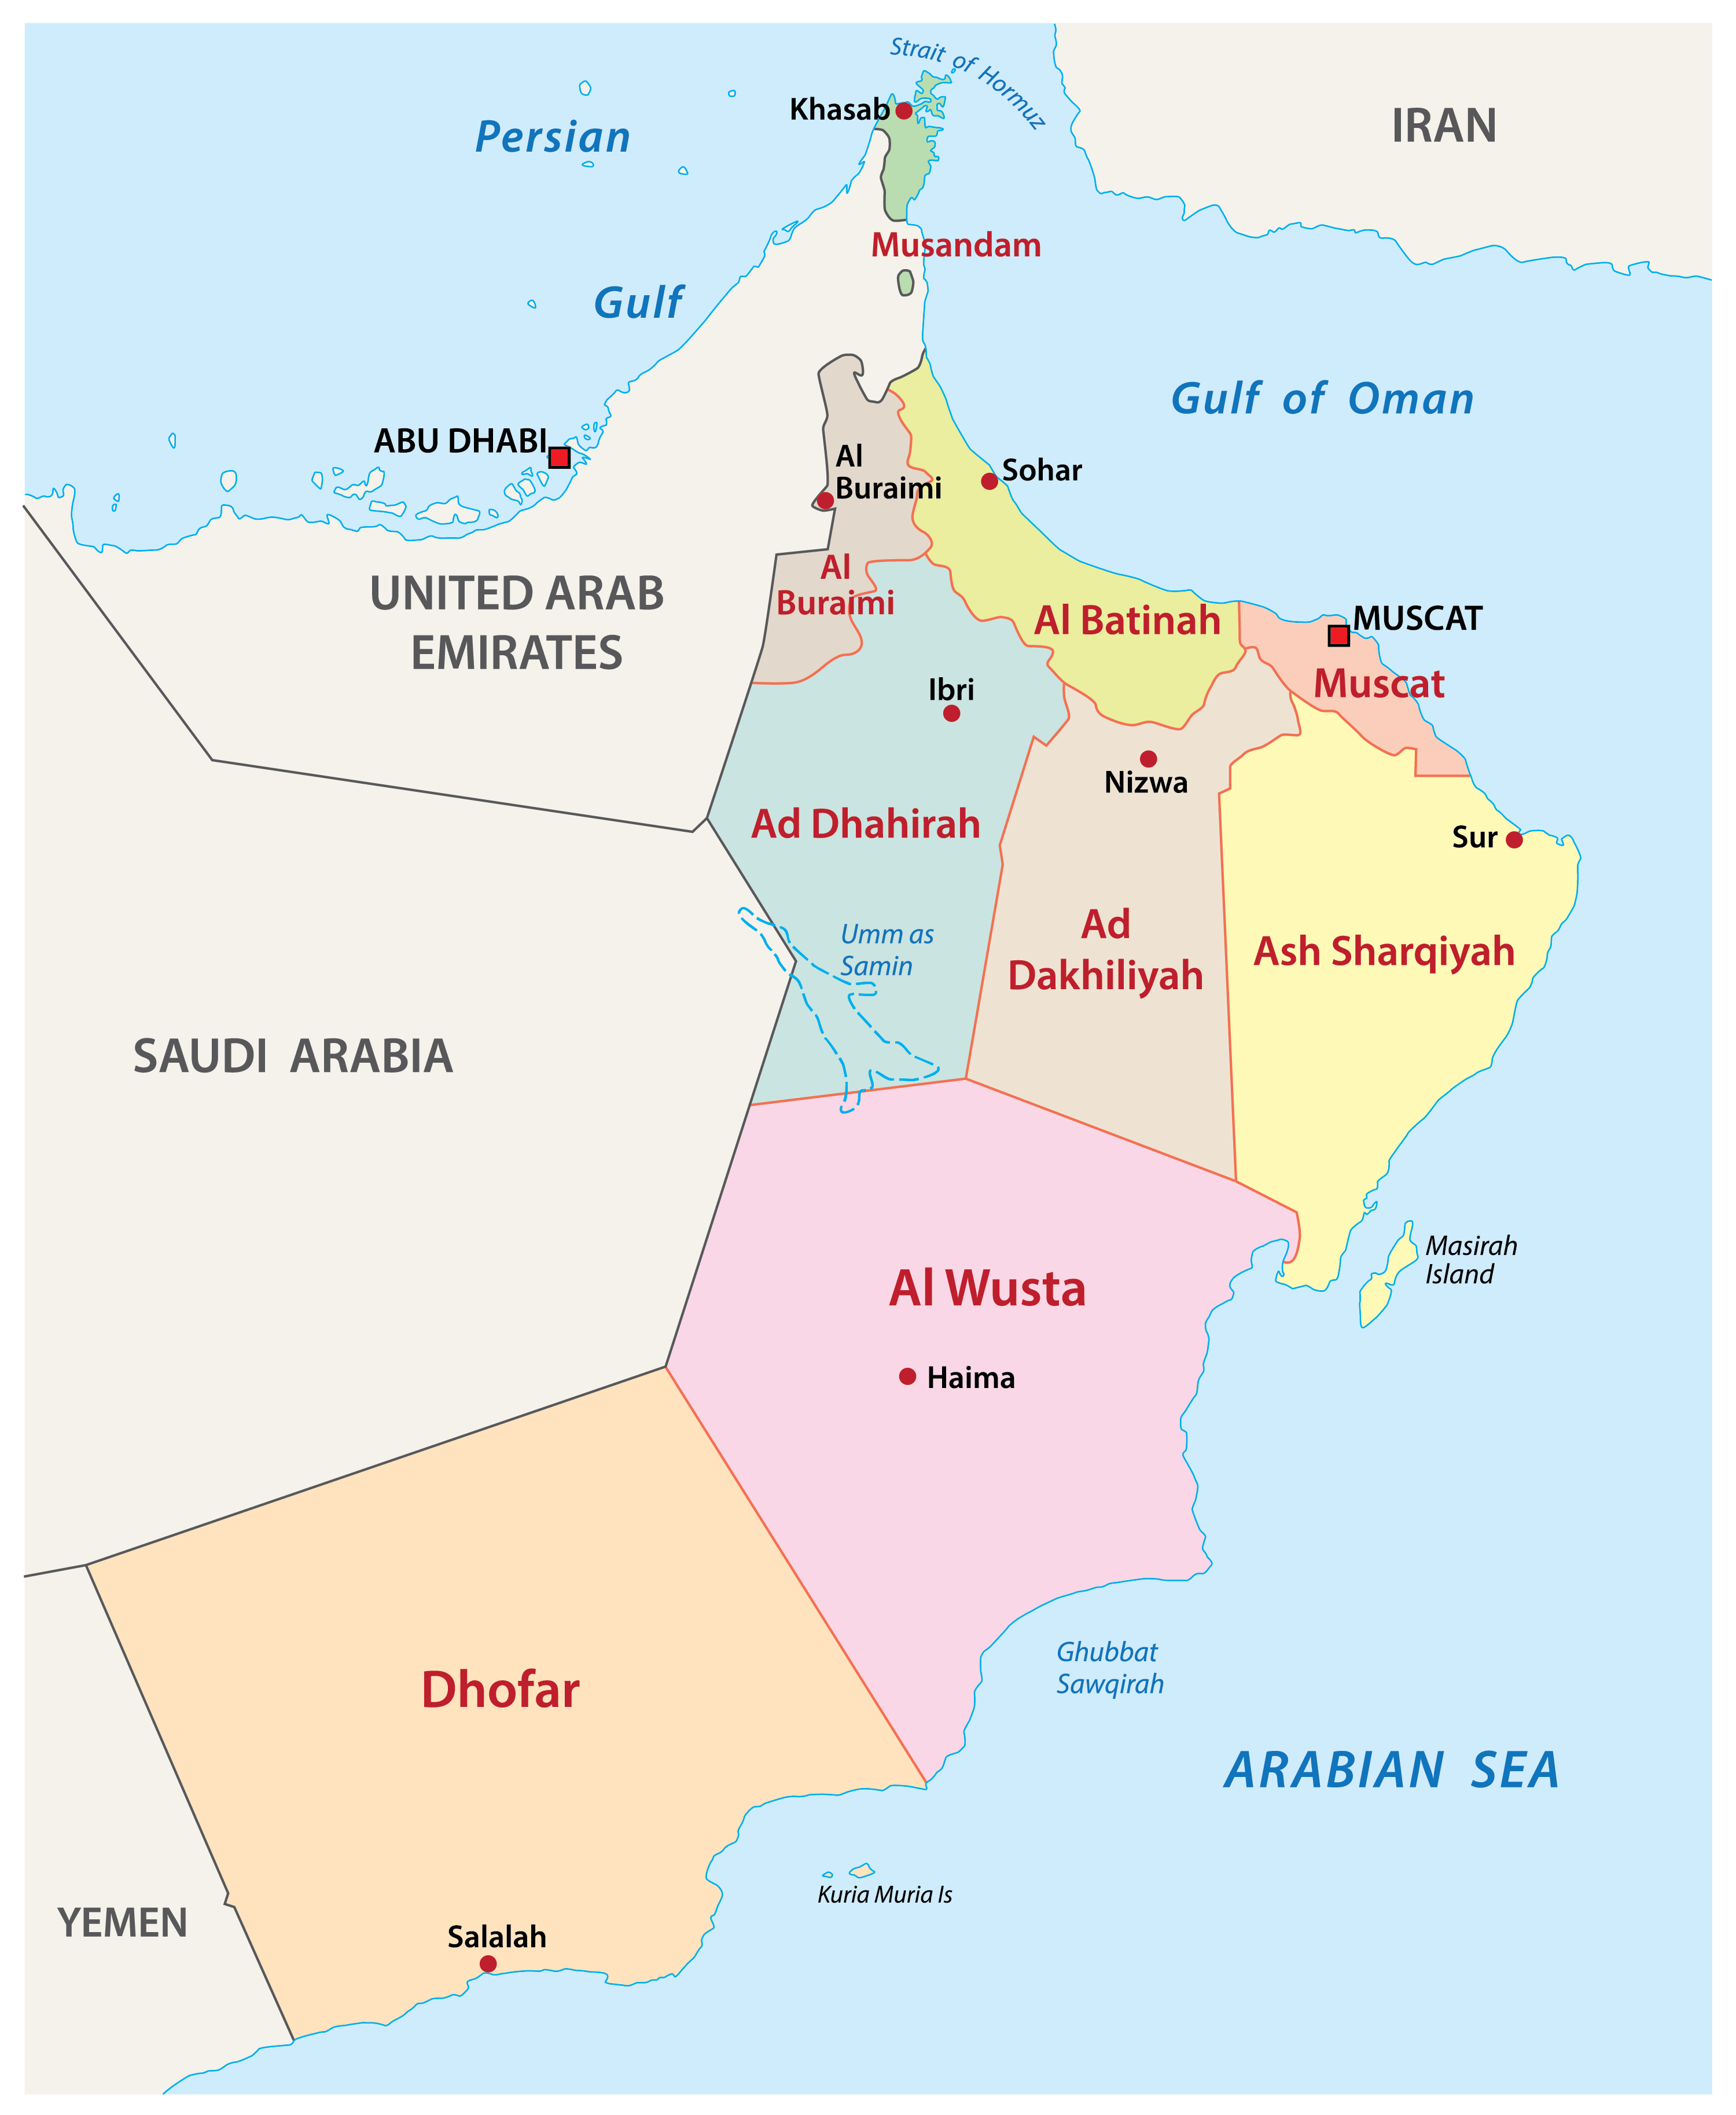 Strait of Hormuz
Khasab
IRAN
Persian
Musandam
Gulf
Gulf of Oman
ABU DHABI
Al
Buraimi
Sohar
UNITED ARAB
EMIRATES
Al
Buraimi
Al Batinah
MUSCAT
Muscat
Ibri
Nizwa
Ad Dhahirah
Sur
Umm as
Samin
Ad
Dakhiliyah
Ash Sharqiyah
SAUDI ARABIA
Masirah
Island
Al Wusta
Haima
Ghubbat
Sawqirah
Dhofar
ARABIAN SEA
Kuria Muria Is
YEMEN
Salalah